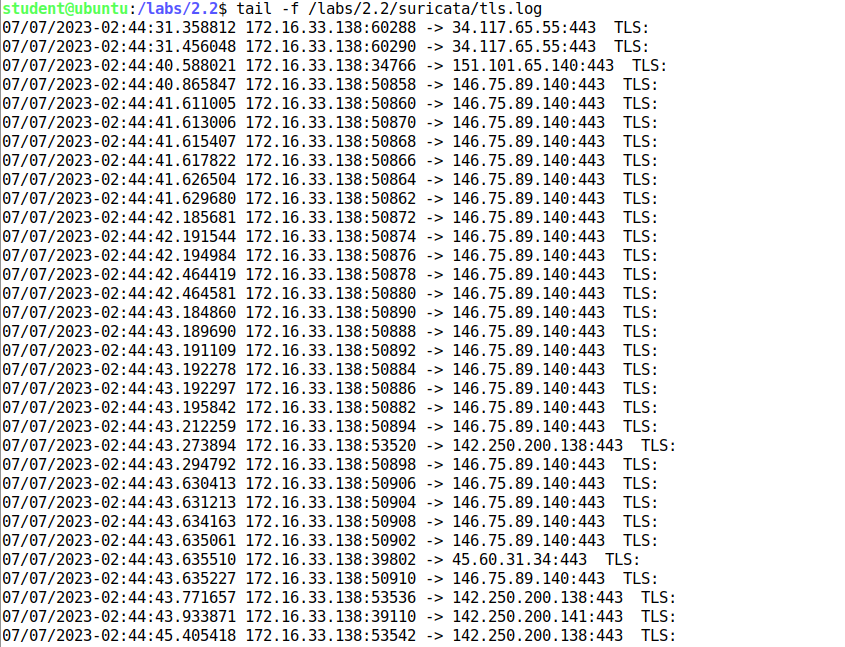 student@ubuntu:/labs/2.2$ tail -f /labs/2.2/suricata/tls.log
07/07/2023-02:44:31.358812 172.16.33.138:60288 -> 34.117.65.55:443  TLS:
07/07/2023-02:44:31.456048 172.16.33.138:60290 -> 34.117.65.55:443  TLS:
07/07/2023-02:44:40.588021 172.16.33.138:34766 -> 151.101.65.140:443  TLS:
07/07/2023-02:44:40.865847 172.16.33.138:50858 -> 146.75.89.140:443  TLS:
07/07/2023-02:44:41.611005 172.16.33.138:50860 -> 146.75.89.140:443  TLS:
07/07/2023-02:44:41.613006 172.16.33.138:50870 -> 146.75.89.140:443  TLS:
07/07/2023-02:44:41.615407 172.16.33.138:50868 -> 146.75.89.140:443  TLS:
07/07/2023-02:44:41.617822 172.16.33.138:50866 -> 146.75.89.140:443  TLS:
07/07/2023-02:44:41.626504 172.16.33.138:50864 -> 146.75.89.140:443  TLS:
07/07/2023-02:44:41.629680 172.16.33.138:50862 -> 146.75.89.140:443  TLS:
07/07/2023-02:44:42.185681 172.16.33.138:50872 -> 146.75.89.140:443  TLS:
07/07/2023-02:44:42.191544 172.16.33.138:50874 -> 146.75.89.140:443  TLS:
07/07/2023-02:44:42.194984 172.16.33.138:50876 -> 146.75.89.140:443  TLS:
07/07/2023-02:44:42.464419 172.16.33.138:50878 -> 146.75.89.140:443  TLS:
07/07/2023-02:44:42.464581 172.16.33.138:50880 -> 146.75.89.140:443  TLS:
07/07/2023-02:44:43.184860 172.16.33.138:50890 -> 146.75.89.140:443  TLS:
07/07/2023-02:44:43.189690 172.16.33.138:50888 -> 146.75.89.140:443  TLS:
07/07/2023-02:44:43.191109 172.16.33.138:50892 -> 146.75.89.140:443  TLS:
07/07/2023-02:44:43.192278 172.16.33.138:50884 -> 146.75.89.140:443  TLS:
07/07/2023-02:44:43.192297 172.16.33.138:50886 -> 146.75.89.140:443  TLS:
07/07/2023-02:44:43.195842 172.16.33.138:50882 -> 146.75.89.140:443  TLS:
07/07/2023-02:44:43.212259 172.16.33.138:50894 -> 146.75.89.140:443  TLS:
07/07/2023-02:44:43.273894 172.16.33.138:53520 -> 142.250.200.138:443  TLS:
07/07/2023-02:44:43.294792 172.16.33.138:50898 -> 146.75.89.140:443  TLS:
07/07/2023-02:44:43.630413 172.16.33.138:50906 -> 146.75.89.140:443  TLS:
07/07/2023-02:44:43.631213 172.16.33.138:50904 -> 146.75.89.140:443  TLS:
07/07/2023-02:44:43.634163 172.16.33.138:50908 -> 146.75.89.140:443  TLS:
07/07/2023-02:44:43.635061 172.16.33.138:50902 -> 146.75.89.140:443  TLS:
07/07/2023-02:44:43.635510 172.16.33.138:39802 -> 45.60.31.34:443  TLS:
07/07/2023-02:44:43.635227 172.16.33.138:50910 -> 146.75.89.140:443  TLS:
07/07/2023-02:44:43.771657 172.16.33.138:53536 -> 142.250.200.138:443  TLS:
07/07/2023-02:44:43.933871 172.16.33.138:39110 -> 142.250.200.141:443  TLS:
07/07/2023-02:44:45.405418 172.16.33.138:53542 -> 142.250.200.138:443  TLS: